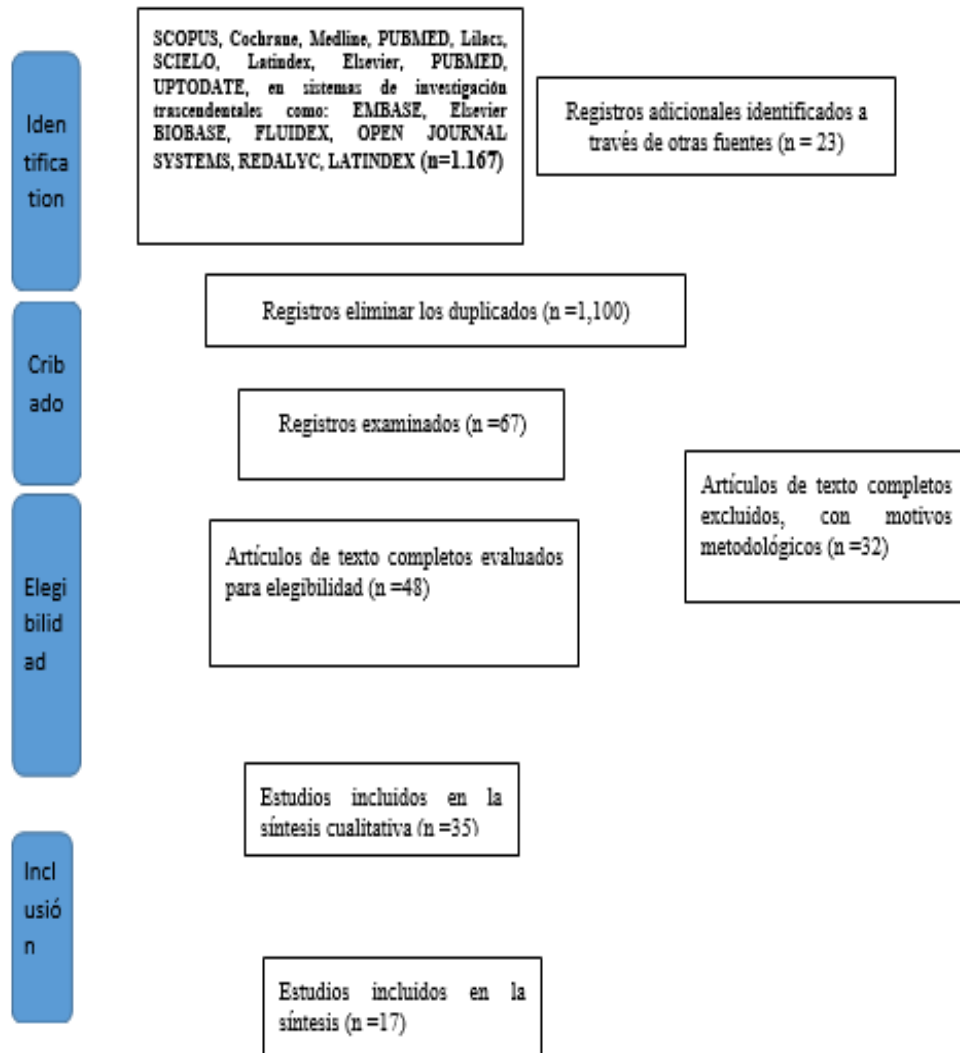 Iden
tifica
tion
SCOPUS, Cochrane, Medline, PUBMED, Lilacs,
SCIELO, Latindex, Elsevier, PUBMED,
UPTODATE, en sistemas de investigación
trascendentales como: EMBASE, Elsevier
BIOBASE, FLUIDEX, OPEN JOURNAL
SYSTEMS, REDALYC, LATINDEX (n=1.167)
Registros adicionales identificados a
través de otras fuentes (n = 23)
Registros eliminar los duplicados (n =1,100)
Crib
ado
Registros examinados (n =67)
Artículos de texto completos
excluidos, con motivos
metodológicos (n =32)
Elegi
bilid
ad
Artículos de texto completos evaluados
para elegibilidad (n =48)
Estudios incluidos en la
síntesis cualitativa (n =35)
Incl
usió
n
Estudios incluidos en la
síntesis (n =17)